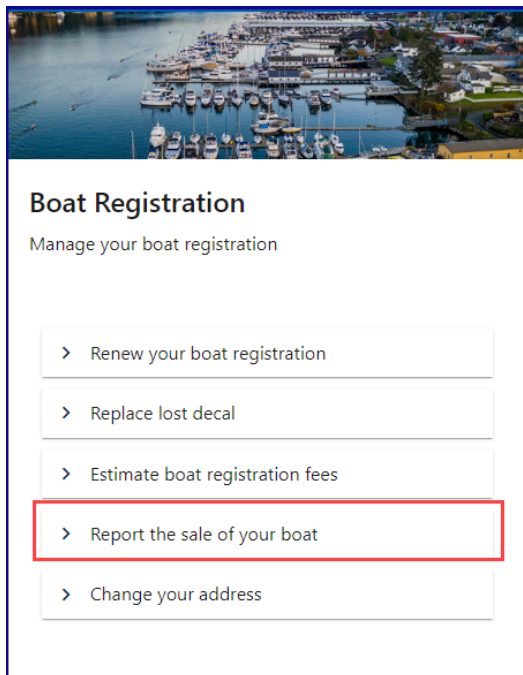 Boat Registration
Manage your boat registration
Renew your boat registration
Replace lost decal
Estimate boat registration fees
Report the sale of your boat
Change your address